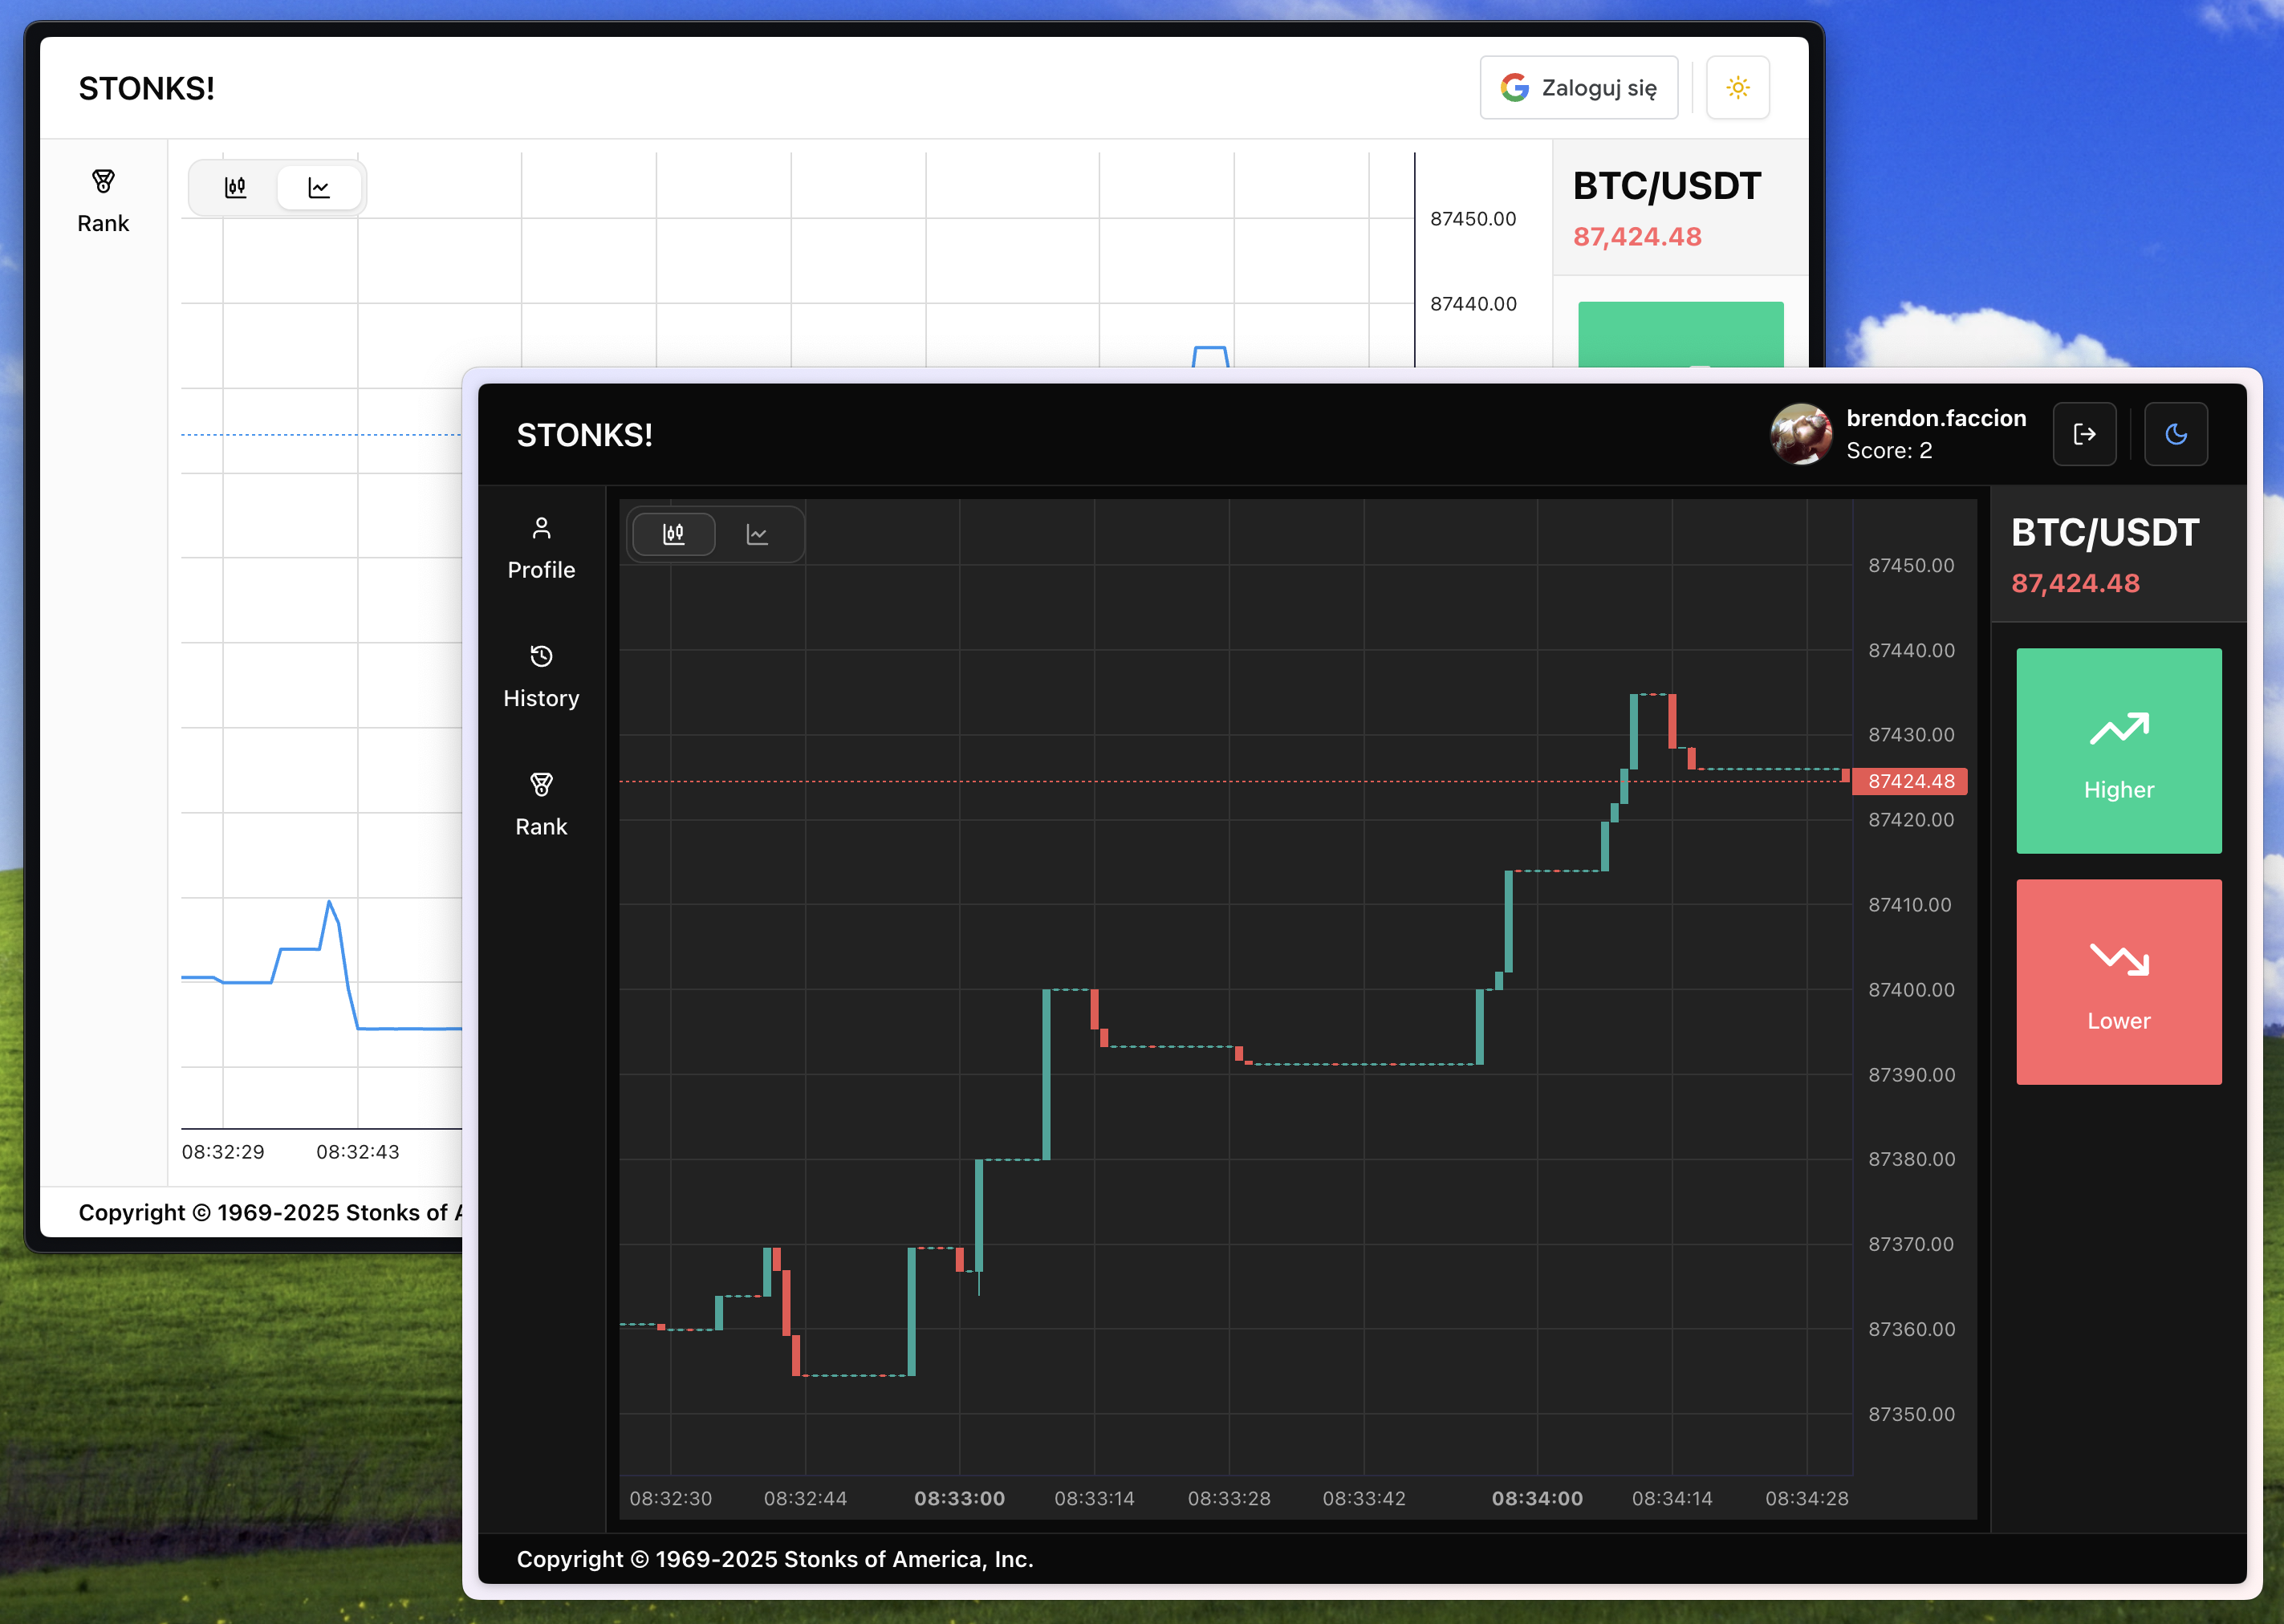 STONKS!
Zaloguj się
Rank
87450.00
87440.00
BTC/USDT
87,424.48
08:32:29
08:32:43
Copyright © 1969-2025 Stonks of A
STONKS!
brendon.faccion
Score: 2
Profile
History
Rank
87450.00
87440.00
87430.00
87424.48
87420.00
87410.00
87400.00
87390.00
87380.00
87370.00
87360.00
87350.00
08:32:30
08:32:44
08:33:00
08:33:14
08:33:28
08:33:42
08:34:00
08:34:14
08:34:28
BTC/USDT
87,424.48
Higher
Lower
Copyright © 1969-2025 Stonks of America, Inc.